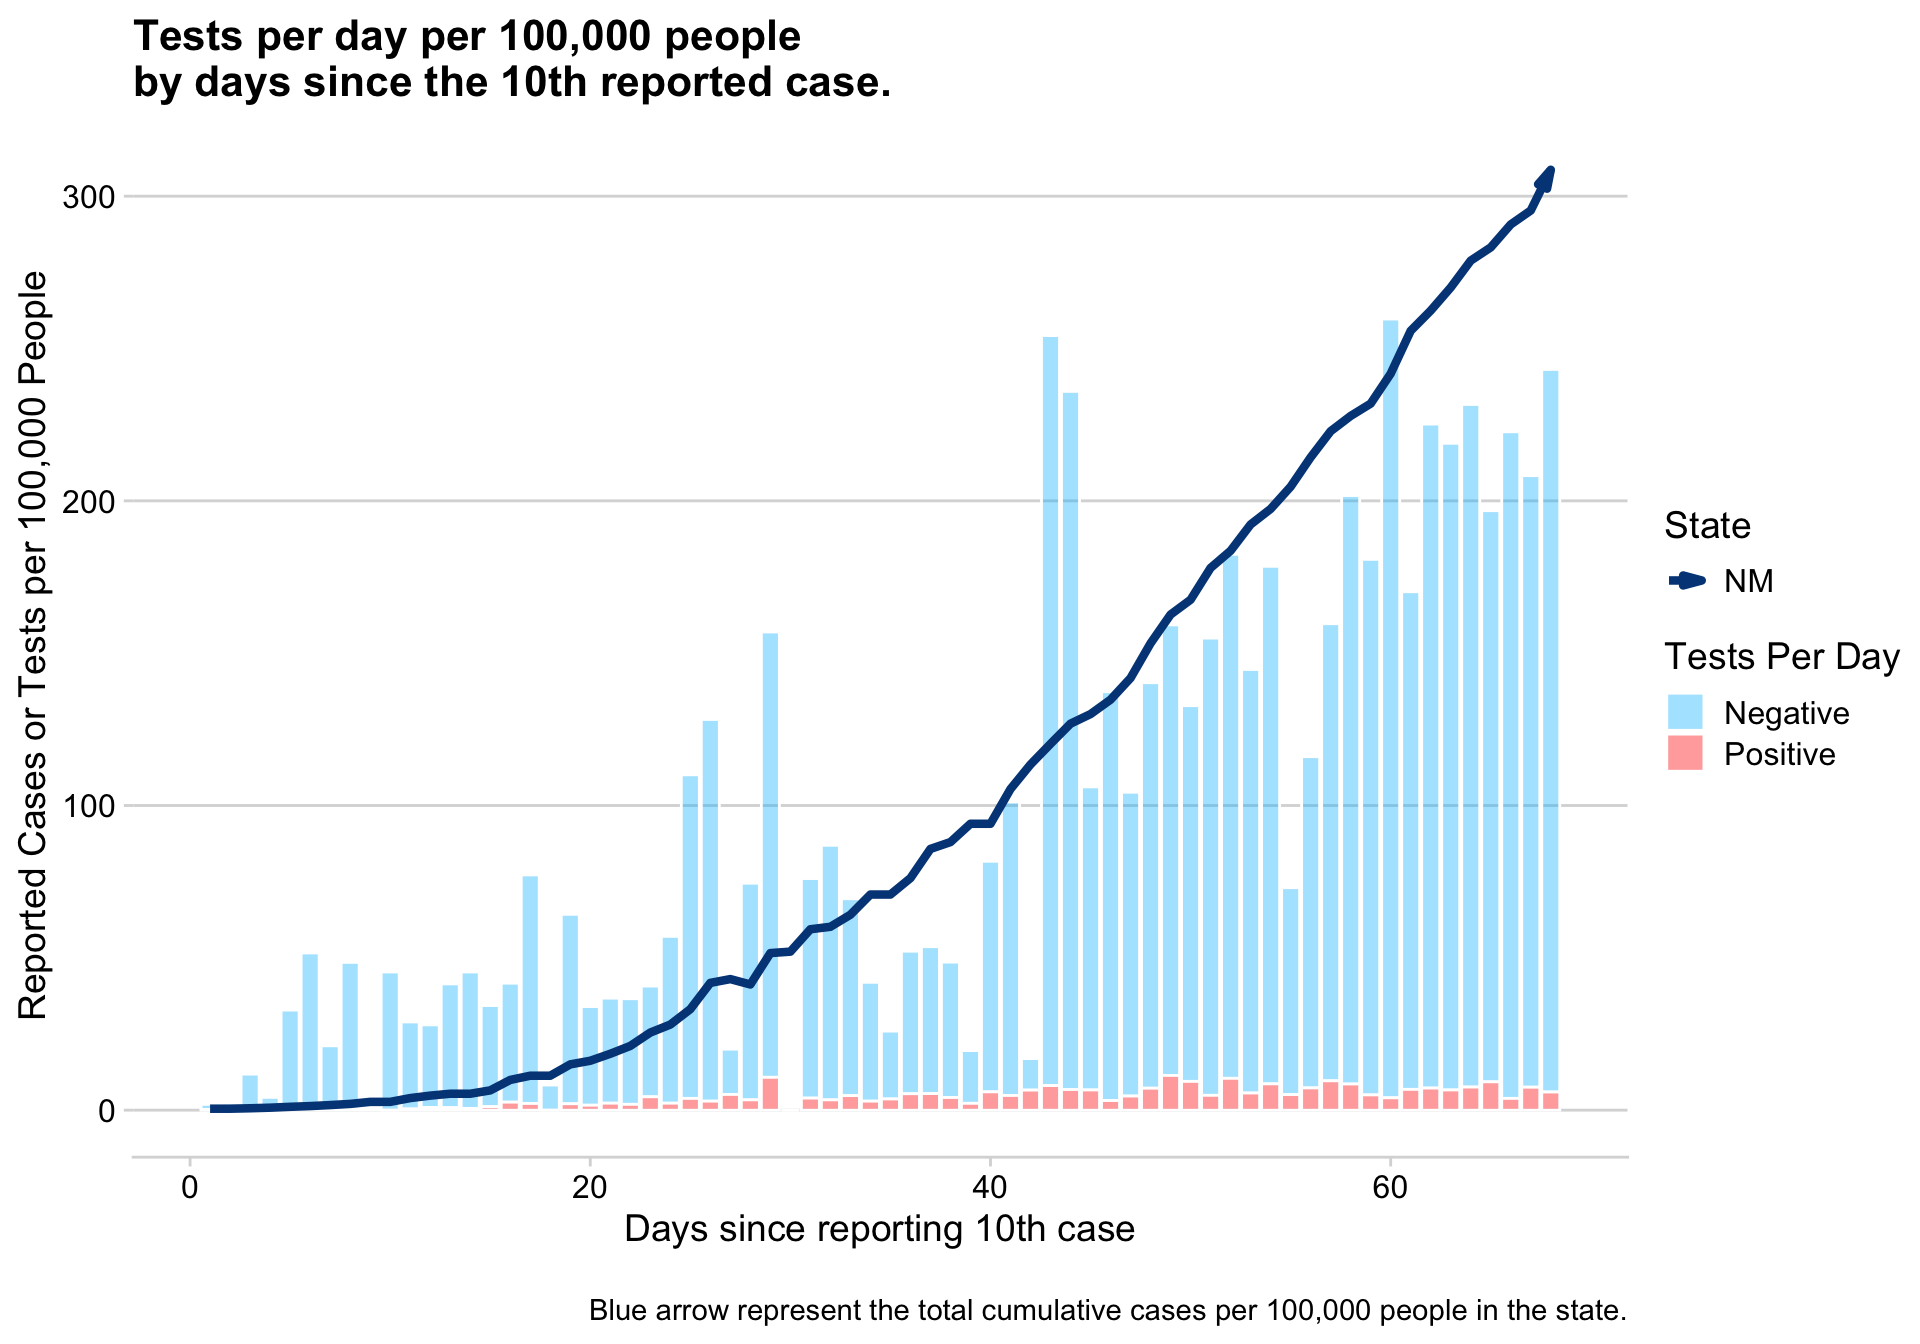 Tests per day per 100,000 people
by days since the 10th reported case.
Reported Cases or Tests per 100,000 People
300
200
100
0
0
20
40
60
Days since reporting 10th case
State
NM
Tests Per Day
Negative
Positive
Blue arrow represent the total cumulative cases per 100,000 people in the state.